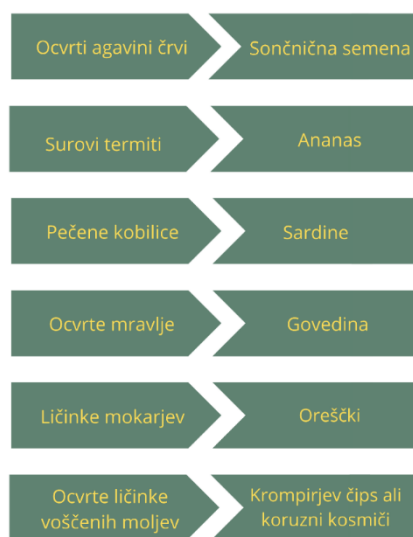 Ocvrti agavini črvi
Sončnična semena
Surovi termiti
Ananas
Pečene kobilice
Sardine
Ocvrte mravlje
Govedina
Ličinke mokarjev
Oreščki
Ocvrte ličinke
voščenih moljev
Krompirjev čips ali
koruzni kosmiči